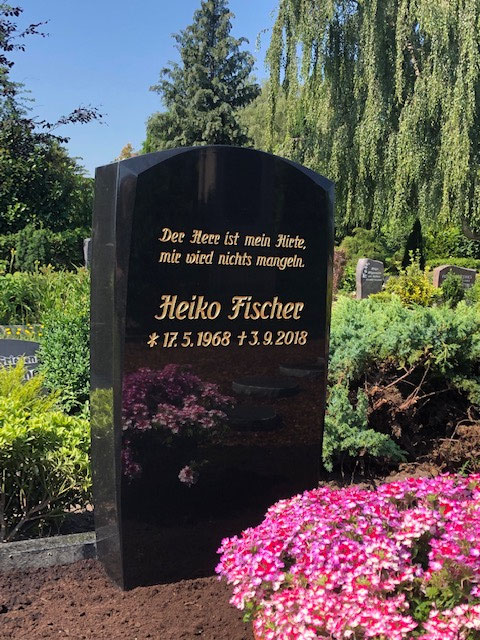 Der Herr ist mein Hirte,
mir wird nichts mangeln.
Heiko Fischer
* 17. 5. 1968 † 3. 9. 2018